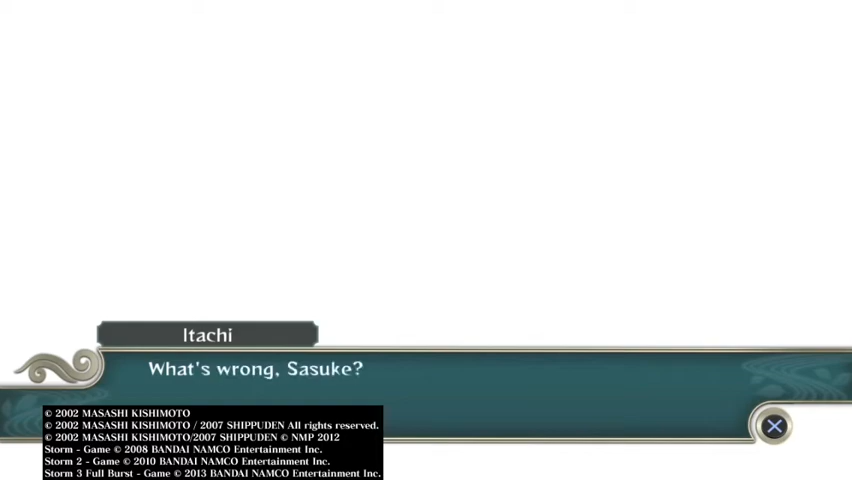 Itachi
What's wrong, Sasuke?
© 2002 MASASHI KISHIMOTO
© 2002 MASASHI KISHIMOTO / 2007 SHIPPUDEN All rights reserved.
© 2002 MASASHI KISHIMOTO/2007 SHIPPUDEN © NMP 2012
Storm - Game © 2008 BANDAI NAMCO Entertainment Inc.
Storm 2 - Game © 2010 BANDAI NAMCO Entertainment Inc.
Storm 3 Full Burst - Game © 2013 BANDAI NAMCO Entertainment Inc.